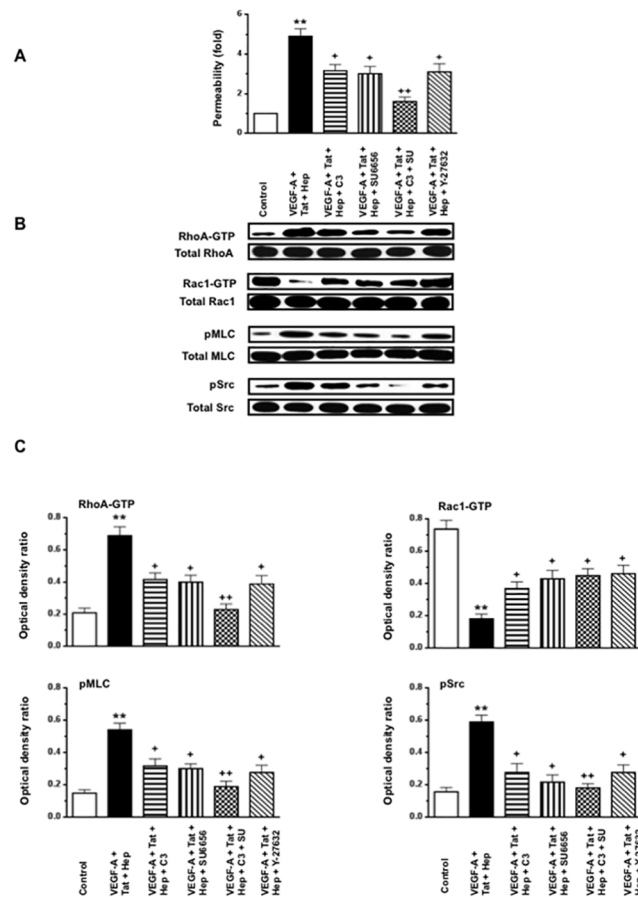 A
Permeability (fold)
8
6
4
2
0
**
+
+
++
+
Control
VEGF-A +
Tat + Hep
VEGF-A + Tat +
Hep + C3
VEGF-A + Tat +
Hep + SU6656
VEGF-A + Tat +
Hep + C3 + SU
VEGF-A + Tat +
Hep + Y-27632
B
RhoA-GTP
Total RhoA
Rac1-GTP
Total Rac1
pMLC
Total MLC
pSrc
Total Src
C
RhoA-GTP
Optical density ratio
0.8
0.6
0.4
0.2
0.0
**
+
+
++
+
Rac1-GTP
Optical density ratio
0.8
0.6
0.4
0.2
0.0
**
+
+
+
+
pMLC
Optical density ratio
0.8
0.6
0.4
0.2
0.0
**
+
+
++
+
Control
VEGF-A +
Tat + Hep
VEGF-A + Tat +
Hep + C3
VEGF-A + Tat +
Hep + SU6656
VEGF-A + Tat +
Hep + C3 + SU
VEGF-A + Tat +
Hep + Y-27632
pSrc
Optical density ratio
0.8
0.6
0.4
0.2
0.0
**
+
+
++
+
Control
VEGF-A +
Tat + Hep
VEGF-A + Tat +
Hep + C3
VEGF-A + Tat +
Hep + SU6656
VEGF-A + Tat +
Hep + C3 + SU
VEGF-A + Tat +